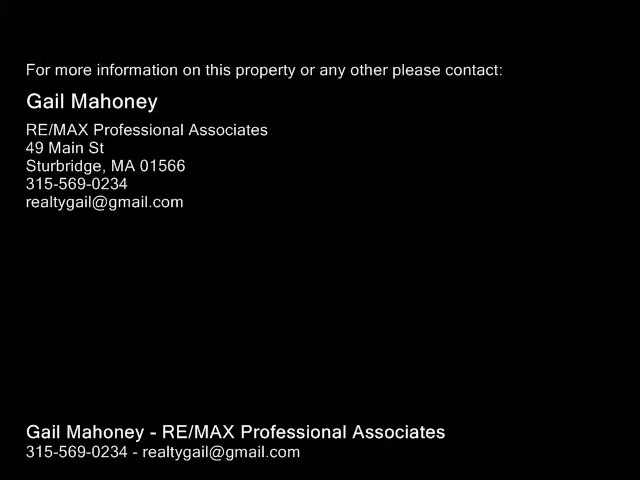 For more information on this property or any other please contact:
Gail Mahoney
RE/MAX Professional Associates
49 Main St
Sturbridge, MA 01566
315-569-0234
realtygail@gmail.com
Gail Mahoney - RE/MAX Professional Associates
315-569-0234 - realtygail@gmail.com